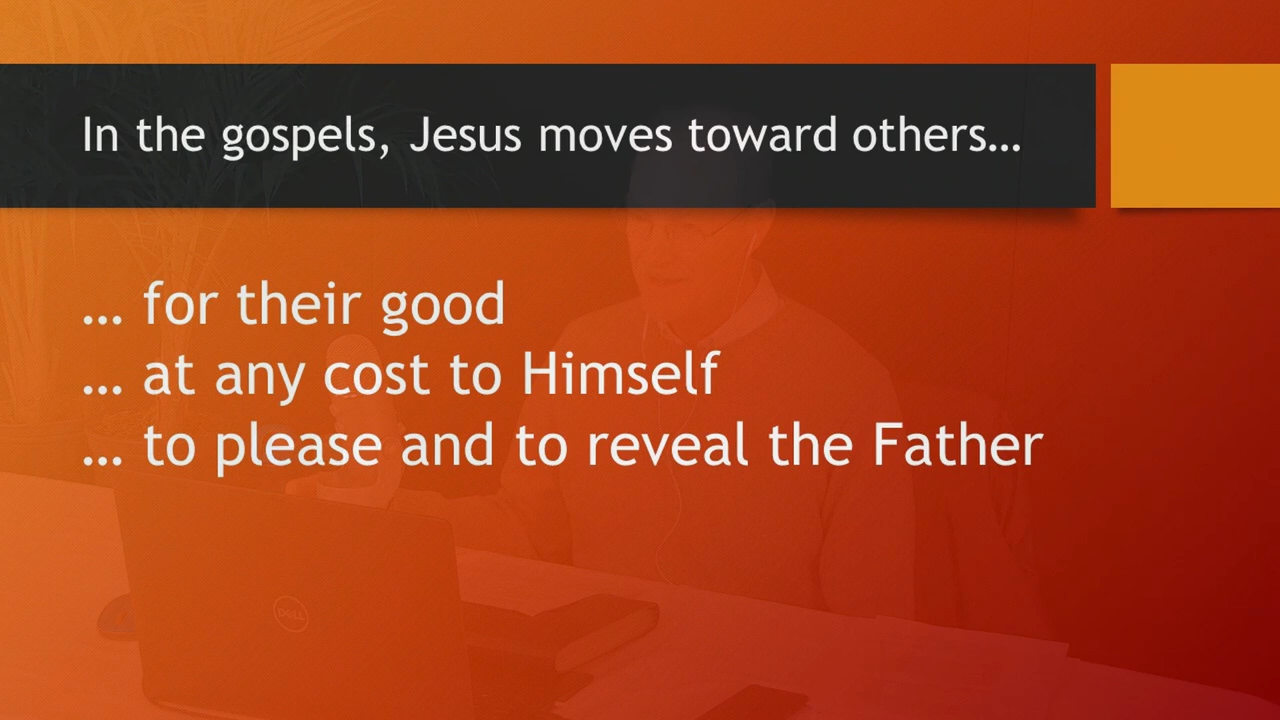 In the gospels, Jesus moves toward others…
… for their good
… at any cost to Himself
… to please and to reveal the Father
DELL